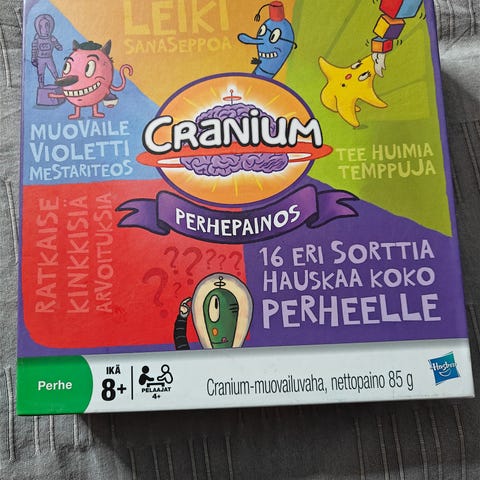 LEIKI
SANASEPPOA
MUOVAILE
VIOLETTI
MESTARITEOS
CRANIUM
TEE HUIMIA
TEMPPUJA
PERHEPAINOS
RATKAISE
KINKKISIÄ
ARVOITUKSIA
?????
???
16 ERI SORTTIA
HAUSKAA KOKO
PERHEELLE
Perhe
IKÄ
8+
PELAAJAT
4+
Cranium-muovailuvaha, nettopaino 85 g
Hasbro